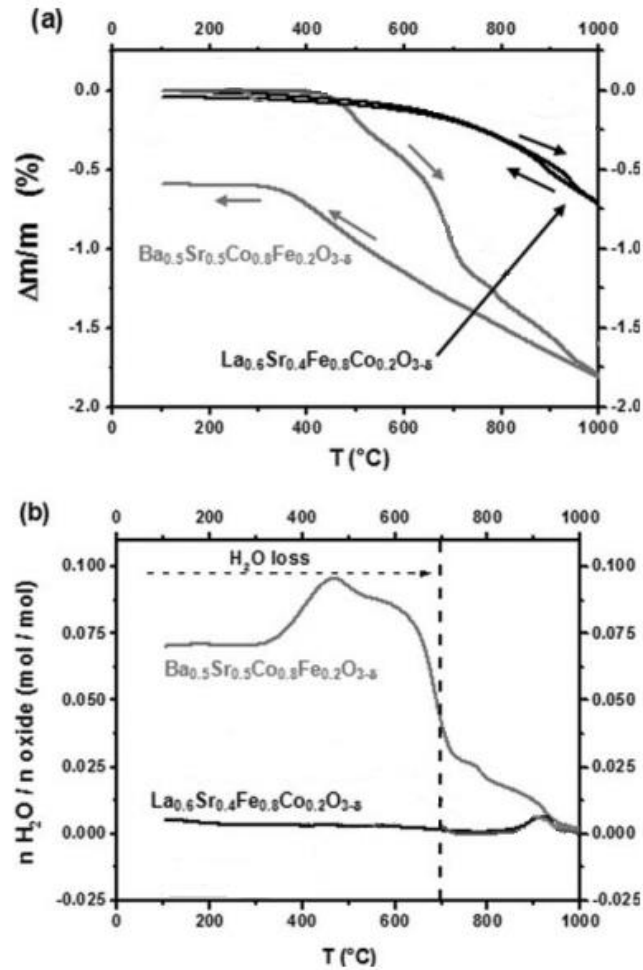 (a)
0 200 400 600 800 1000
0.0 0.0
-0.5 -0.5
-1.0 -1.0
-1.5 -1.5
-2.0 -2.0
Δm/m (%)
Ba0.5Sr0.5Co0.8Fe0.2O3-δ
La0.6Sr0.4Fe0.8Co0.2O3-δ
0 200 400 600 800 1000
T (°C)
(b)
0 200 400 600 800 1000
H2O loss
0.100 0.100
0.075 0.075
0.050 0.050
0.025 0.025
0.000 0.000
-0.025 -0.025
n H2O / n oxide (mol / mol)
Ba0.5Sr0.5Co0.8Fe0.2O3-δ
La0.6Sr0.4Fe0.8Co0.2O3-δ
0 200 400 600 800 1000
T (°C)